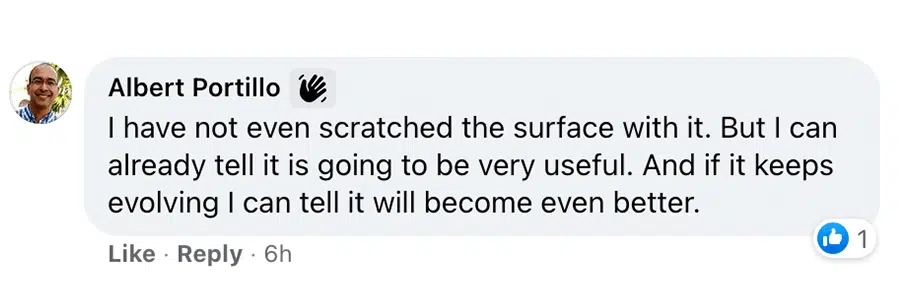 Albert Portillo
I have not even scratched the surface with it. But I can
already tell it is going to be very useful. And if it keeps
evolving I can tell it will become even better.
Like · Reply · 6h
1